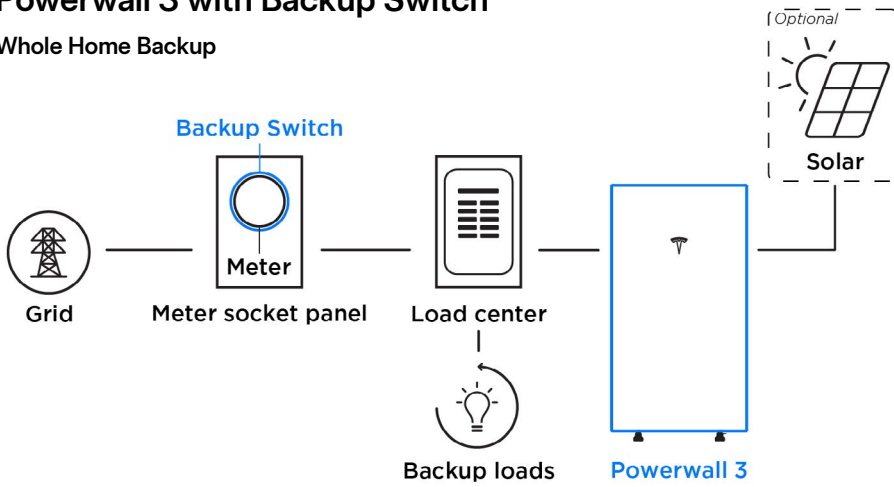 Powerwall 3 with Backup Switch
Whole Home Backup
Optional
Solar
Backup Switch
Meter
Grid
Meter socket panel
Load center
Backup loads
Powerwall 3